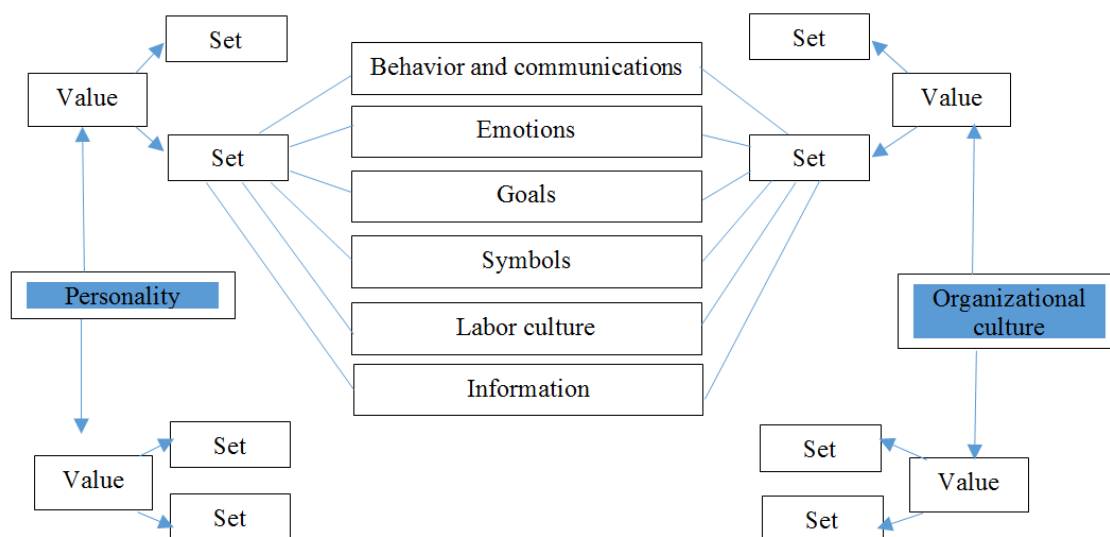 Set
Set
Behavior and communications
Value
Value
Emotions
Set
Set
Goals
Symbols
Personality
Organizational
culture
Labor culture
Information
Set
Set
Value
Value
Set
Set